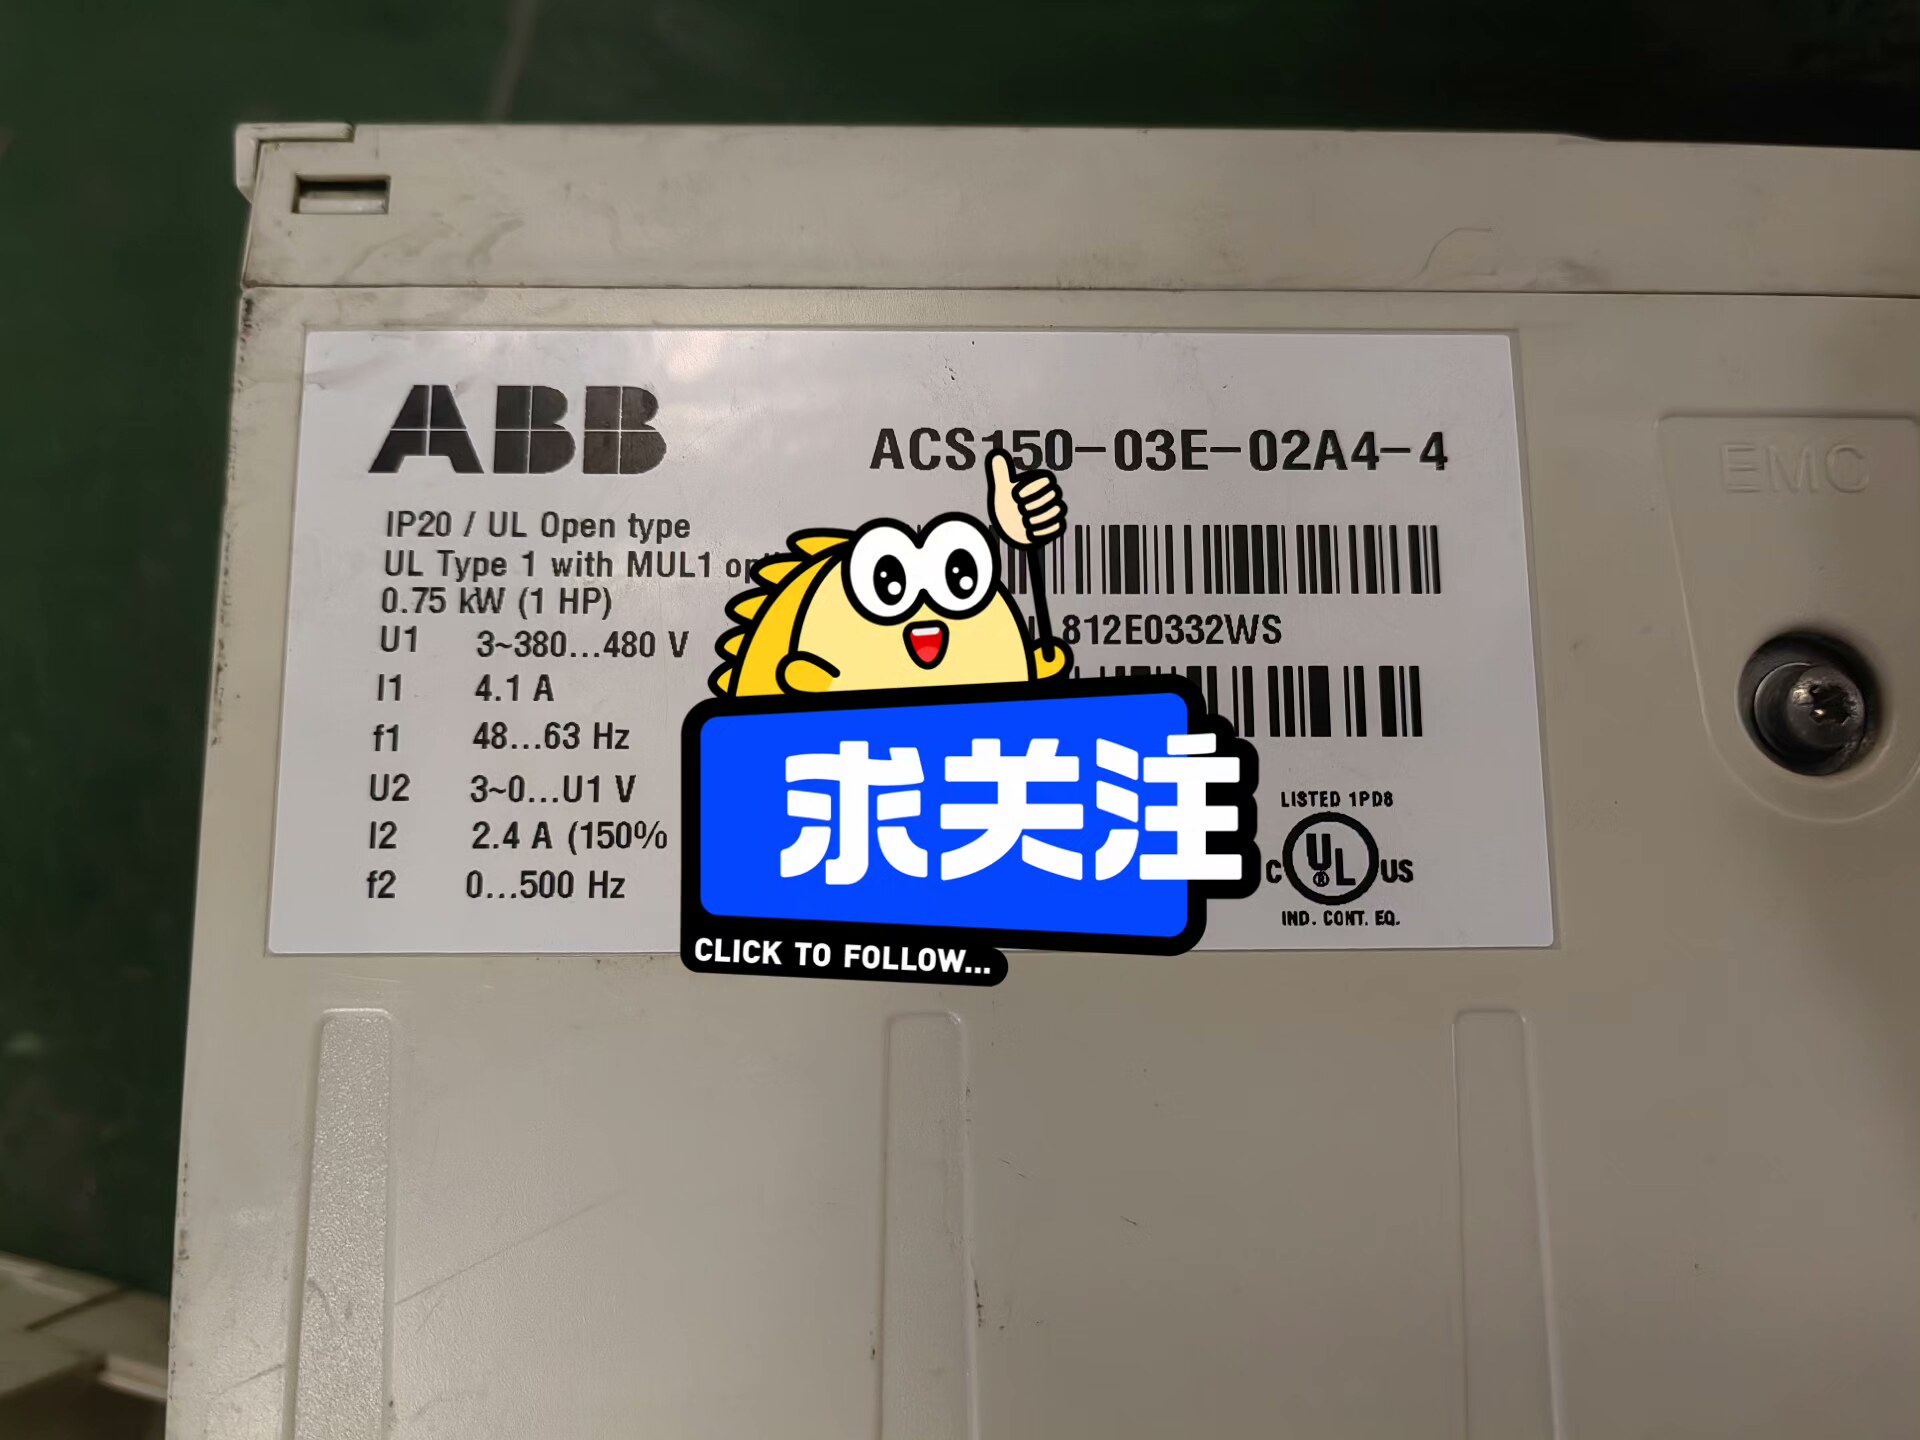 ABB
ACS150-03E-02A4-4
IP20 / UL Open type
UL Type 1 with MUL1
0.75 kW (1 HP)
U1 3~380...480 V
812E0332WS
I1 4.1 A
f1 48...63 Hz
U2 3~0...U1 V
I2 2.4 A (150%
f2 0...500 Hz
EMC
LISTED 1PD8
C UL ® US
IND. CONT. EQ.
求关注
CLICK TO FOLLOW...